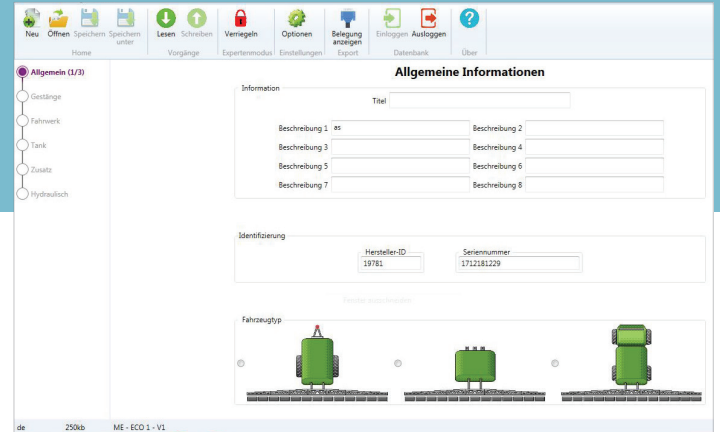 Neu Öffnen Speichern Speichern unter Lesen Schreiben Verriegeln Optionen Belegung anzeigen Einloggen Ausloggen
Home Vorgänge Expertenmodus Einstellungen Export Datenbank Über
Allgemein (1/3)
Gestänge
Fahrwerk
Tank
Zusatz
Hydraulisch
Allgemeine Informationen
Information
Titel
Beschreibung 1 as Beschreibung 2
Beschreibung 3 Beschreibung 4
Beschreibung 5 Beschreibung 6
Beschreibung 7 Beschreibung 8
Identifizierung
Hersteller-ID Seriennummer
19781 1712181229
Fahrzeugtyp
de 250kb ME - ECO 1 - V1